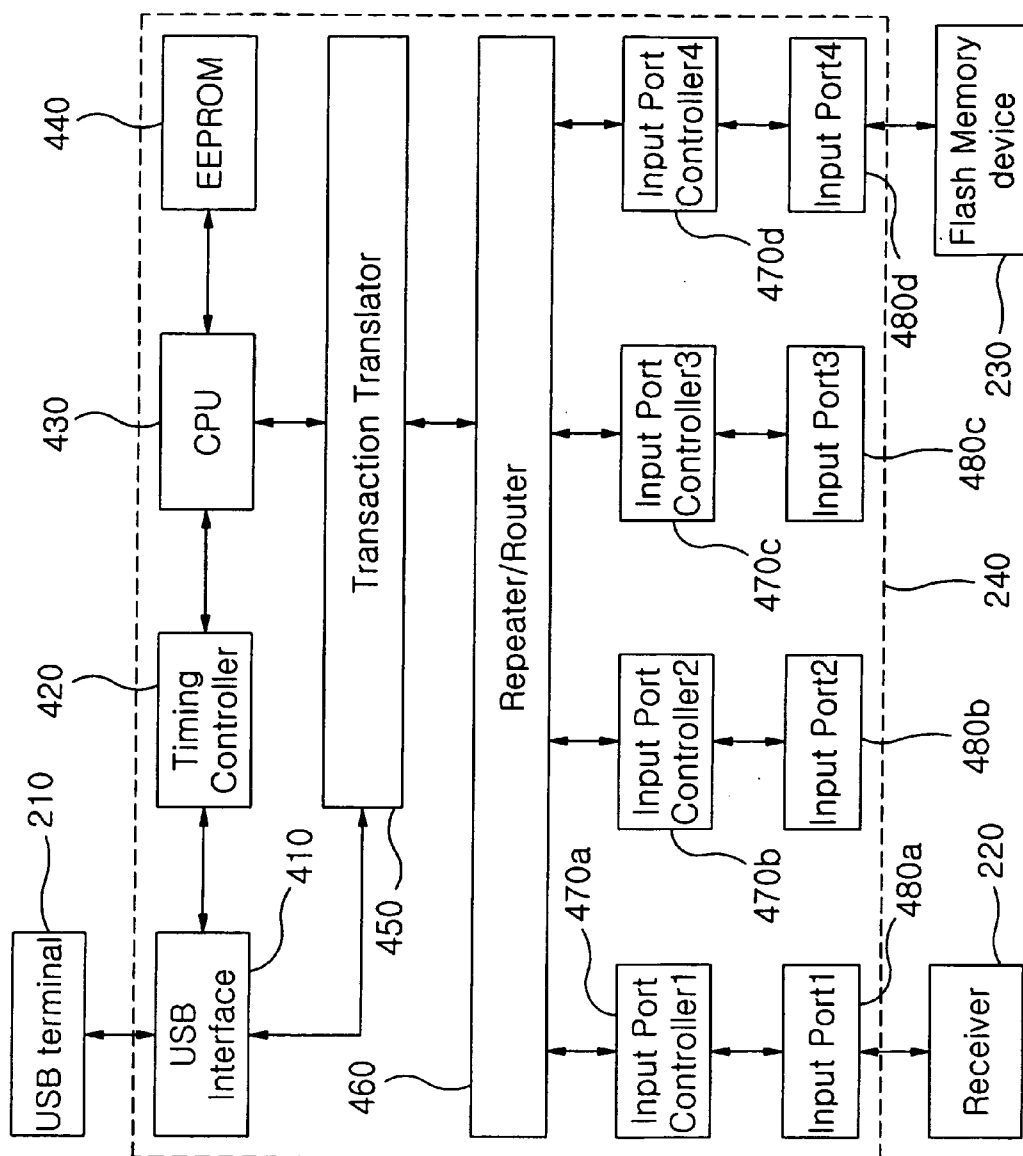 USB terminal
210
USB
Interface
410
Timing
Controller
420
CPU
430
EEPROM
440
Transaction Translator
450
Repeater/Router
460
Input Port
Controller1
470a
Input Port
Controller2
470b
Input Port
Controller3
470c
Input Port
Controller4
470d
Input Port1
480a
Input Port2
480b
Input Port3
480c
Input Port4
480d
240
Receiver
220
Flash Memory
device
230